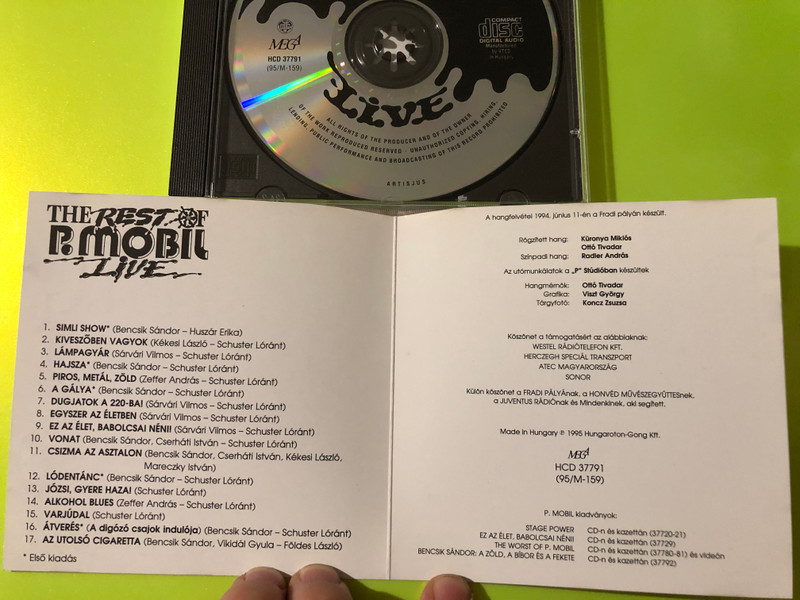 MEGA
HCD 37791
(95/M-159)
COMPACT
disc
DIGITAL AUDIO
Manufactured
by VTCD
in Hungary
LIVE
ALL RIGHTS OF THE PRODUCER AND OF THE OWNER
OF THE WORK REPRODUCED RESERVED · UNAUTHORIZED COPYING, HIRING,
LENDING, PUBLIC PERFORMANCE AND BROADCASTING OF THIS RECORD PROHIBITED
ARTISJUS
THE REST OF
P. MOBIL
LIVE
1. SIMLI SHOW* (Bencsik Sándor – Huszár Erika)
2. KIVESZŐBEN VAGYOK (Kékesi László – Schuster Lóránt)
3. LÁMPAGYÁR (Sárvári Vilmos – Schuster Lóránt)
4. HAJSZA* (Bencsik Sándor – Schuster Lóránt)
5. PIROS, METÁL, ZÖLD (Zeffer András – Schuster Lóránt)
6. A GÁLYA* (Bencsik Sándor – Schuster Lóránt)
7. DUGJATOK A 220-BA! (Sárvári Vilmos – Schuster Lóránt)
8. EGYSZER AZ ÉLETBEN (Sárvári Vilmos – Schuster Lóránt)
9. EZ AZ ÉLET, BABOLCSAI NÉNI! (Sárvári Vilmos – Schuster Lóránt)
10. VONAT (Bencsik Sándor, Cserháti István – Schuster Lóránt)
11. CSIZMA AZ ASZTALON (Bencsik Sándor, Cserháti István, Kékesi László,
Mareczky István)
12. LÓDENTÁNC* (Bencsik Sándor – Schuster Lóránt)
13. JÓZSI, GYERE HAZA! (Schuster Lóránt)
14. ALKOHOL BLUES (Zeffer András – Schuster Lóránt)
15. VARJÚDAL (Schuster Lóránt)
16. ÁTVERÉS* (A digózó csajok indulója) (Bencsik Sándor – Schuster Lóránt)
17. AZ UTOLSÓ CIGARETTA (Bencsik Sándor, Vikidál Gyula – Földes László)
* Első kiadás
A hangfelvétel 1994. június 11-én a Fradi pályán készült.
Rögzített hang: Küronya Miklós
Ottó Tivadar
Színpadi hang: Radler András
Az utómunkálatok a „P" Stúdióban készültek
Hangmérnök: Ottó Tivadar
Grafika: Viszt György
Tárgyfotó: Koncz Zsuzsa
Köszönet a támogatásért az alábbiaknak:
WESTEL RÁDIÓTELEFON KFT.
HERCZEGH SPECIÁL TRANSZPORT
ATEC MAGYARORSZÁG
SONOR
Külön köszönet a FRADI PÁLYÁnak, a HONVÉD MŰVÉSZEGYÜTTESnek,
a JUVENTUS RÁDIÓnak és Mindenkinek, aki segített.
Made in Hungary ℗ 1995 Hungaroton-Gong Kft.
MEGA
HCD 37791
(95/M-159)
P. MOBIL kiadványok:
STAGE POWER CD-n és kazettán (37720-21)
EZ AZ ÉLET, BABOLCSAI NÉNI! CD-n és kazettán (37729)
THE WORST OF P. MOBIL CD-n és kazettán (37780-81) és videón
BENCSIK SÁNDOR: A ZÖLD, A BÍBOR ÉS A FEKETE CD-n és kazettán (37792)